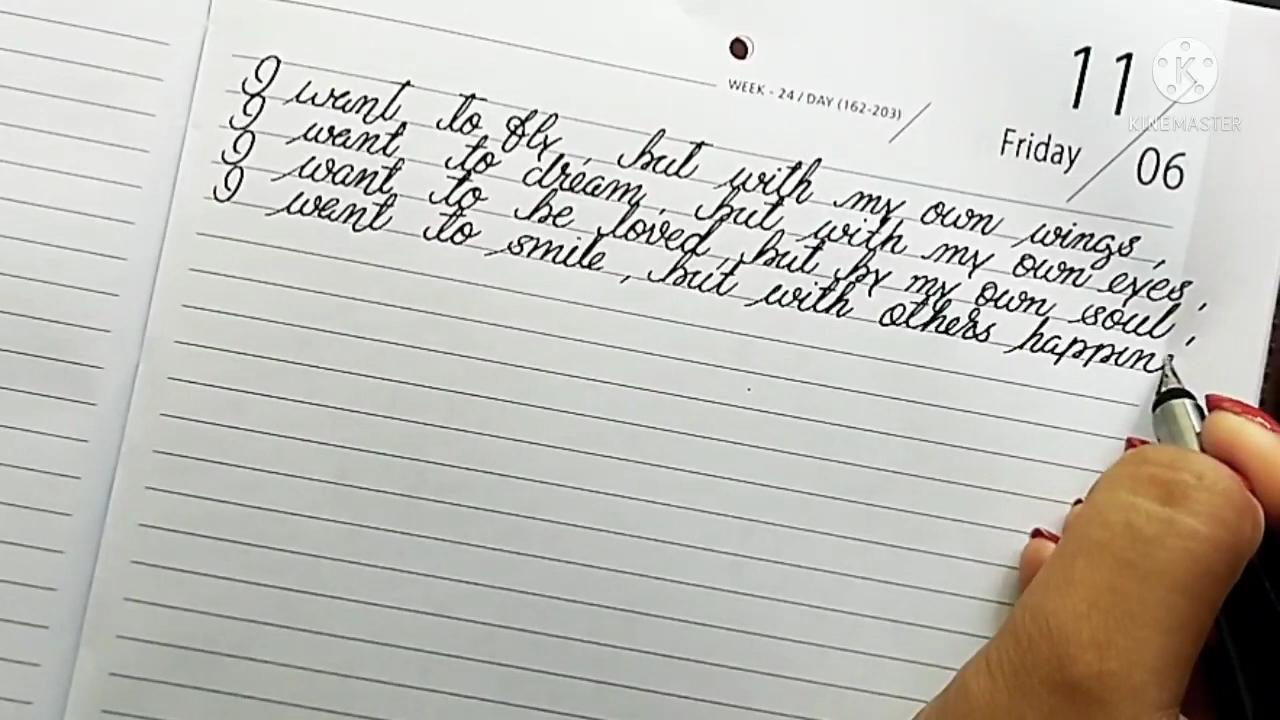 11
WEEK - 24 / DAY (162-203)
Friday
06
KINEMASTER
I want to fly, but with my own wings,
I want to dream, but with my own eyes,
I want to be loved, but by my own soul,
I want to smile, but with others happin